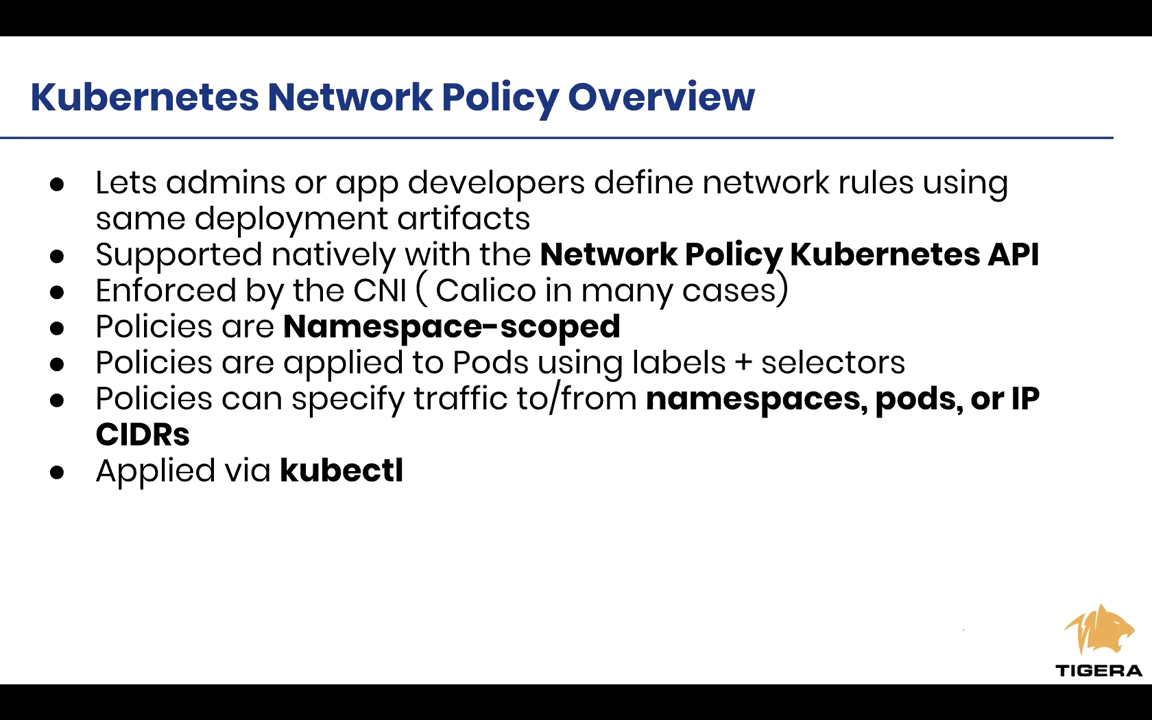 Kubernetes Network Policy Overview
● Lets admins or app developers define network rules using
same deployment artifacts
● Supported natively with the Network Policy Kubernetes API
● Enforced by the CNI ( Calico in many cases)
● Policies are Namespace-scoped
● Policies are applied to Pods using labels + selectors
● Policies can specify traffic to/from namespaces, pods, or IP
CIDRs
● Applied via kubectl
TIGERA